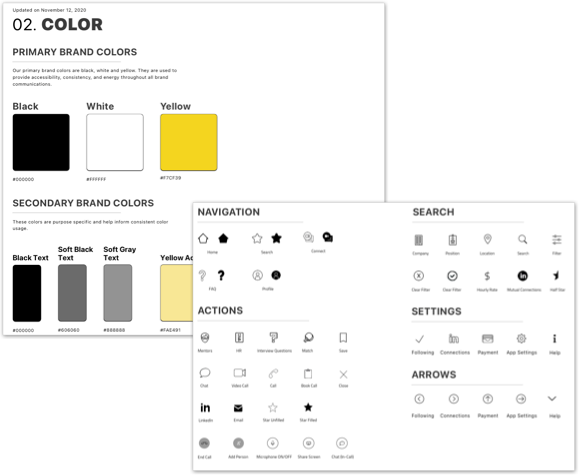 Updated on November 12, 2020
02. COLOR
PRIMARY BRAND COLORS
Our primary brand colors are black, white and yellow. They are used to
provide accessibility, consistency, and energy throughout all brand
communications.
Black White Yellow
#000000 #FFFFFF
SECONDARY BRAND COLORS
These colors are purpose specific and help inform consistent color
usage.
Black Text Soft Black Text Soft Gray Text Yellow Ac
#000000 #606060 #888888 #FAE491
NAVIGATION
Home Search Contact
FAQ Profile
ACTIONS
Mentors HR Interview Questions Match Save
Chat Video Call Call Book Call Close
LinkedIn Email Star Unfilled Star Filled
End Call Add Person Microphone ON/OFF Share Screen Chat (In-Call)
SEARCH
Company Position Location Search Filter
Clear Filter Clear Filter Hourly Rate Mutual Connections Half Star
SETTINGS
Following Connections Payment App Settings Help
ARROWS
Following Connections Payment App Settings Help